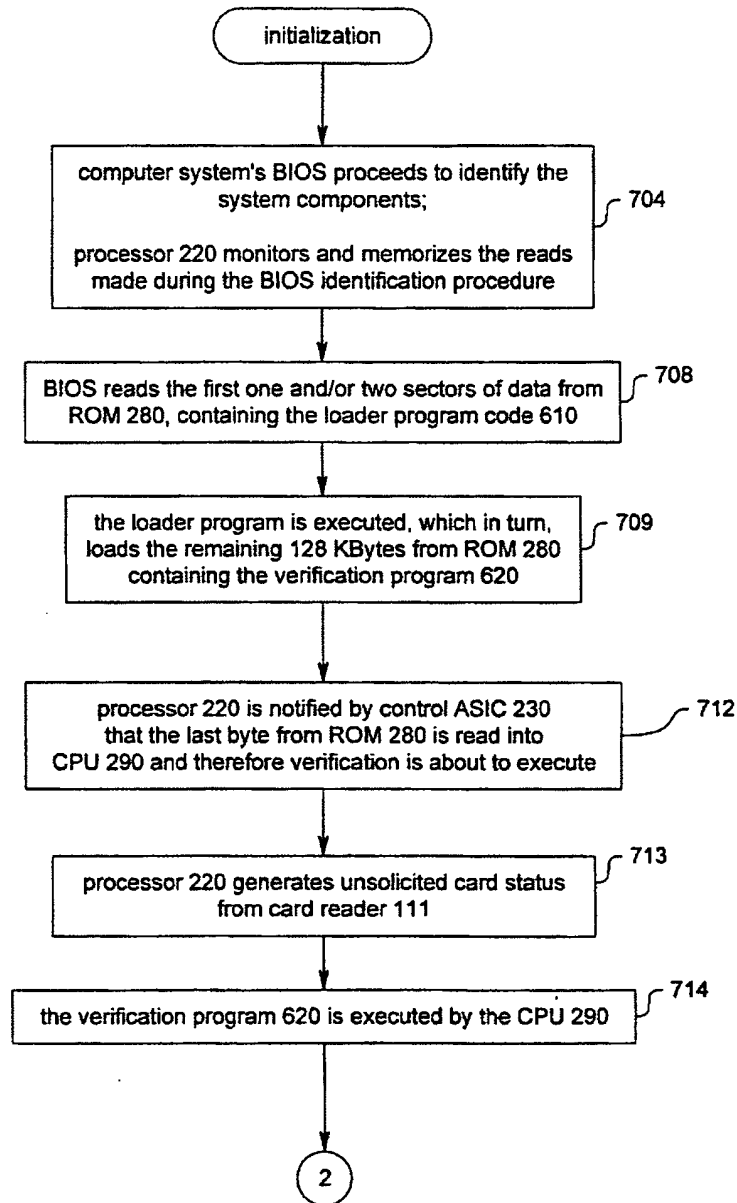 initialization
computer system's BIOS proceeds to identify the
system components;
processor 220 monitors and memorizes the reads
made during the BIOS identification procedure
704
BIOS reads the first one and/or two sectors of data from
ROM 280, containing the loader program code 610
708
the loader program is executed, which in turn,
loads the remaining 128 KBytes from ROM 280
containing the verification program 620
709
processor 220 is notified by control ASIC 230
that the last byte from ROM 280 is read into
CPU 290 and therefore verification is about to execute
712
processor 220 generates unsolicited card status
from card reader 111
713
the verification program 620 is executed by the CPU 290
714
2